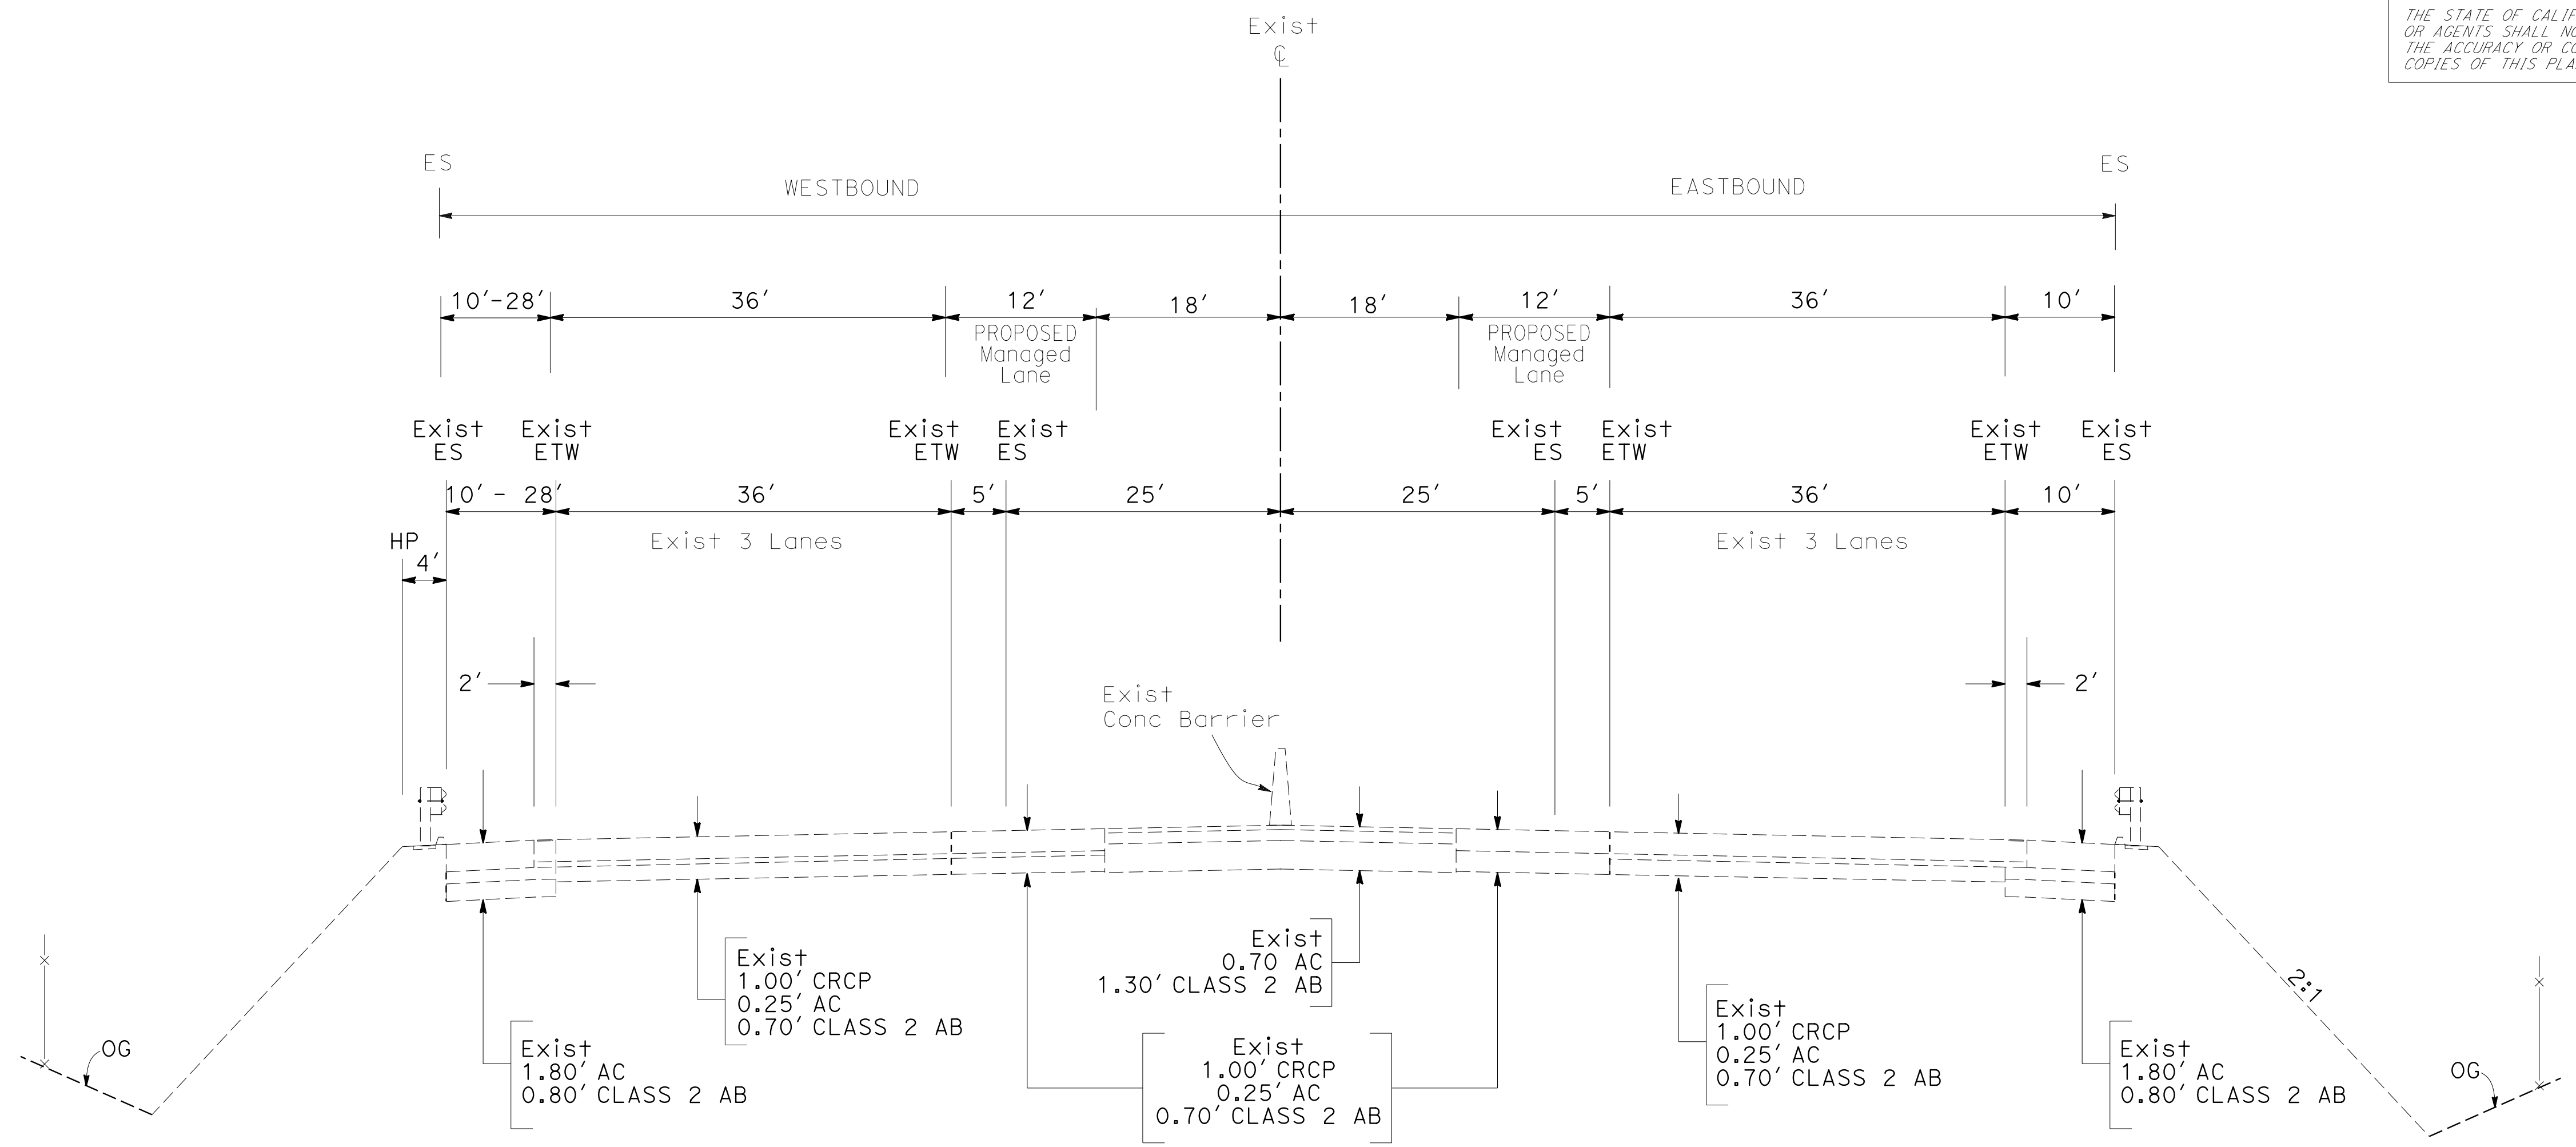 THE STATE OF CALIF
OR AGENTS SHALL NO
THE ACCURACY OR CO
COPIES OF THIS PLA
Exist
℄
ES
ES
WESTBOUND
EASTBOUND
10'-28'
36'
12'
18'
18'
12'
36'
10'
PROPOSED
Managed
Lane
PROPOSED
Managed
Lane
Exist
ES
Exist
ETW
Exist
ETW
Exist
ES
Exist
ES
Exist
ETW
Exist
ETW
Exist
ES
10' - 28'
36'
5'
25'
25'
5'
36'
10'
HP
4'
Exist 3 Lanes
Exist 3 Lanes
2'
2'
Exist
Conc Barrier
2:1
Exist
1.00' CRCP
0.25' AC
0.70' CLASS 2 AB
Exist
0.70 AC
1.30' CLASS 2 AB
Exist
1.00' CRCP
0.25' AC
0.70' CLASS 2 AB
OG
Exist
1.80' AC
0.80' CLASS 2 AB
Exist
1.00' CRCP
0.25' AC
0.70' CLASS 2 AB
Exist
1.80' AC
0.80' CLASS 2 AB
OG